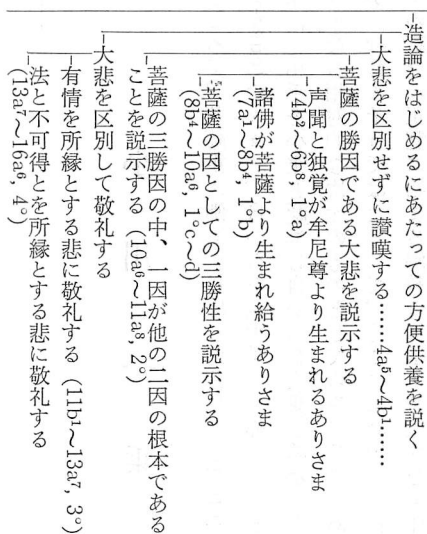 造論をはじめるにあたっての方便供養を説く
大悲を区別せずに讃嘆する……4a⁵〜4b¹……
菩薩の勝因である大悲を説示する
声聞と独覚が牟尼尊より生まれるありさま
(4b²〜6b⁸, 1°a)
諸佛が菩薩より生まれ給うありさま
(7a¹〜8b⁴, 1°b)
菩薩の因としての三勝性を説示する
(8b⁴〜10a⁶, 1°c〜d)
菩薩の三勝因の中、一因が他の二因の根本である
ことを説示する (10a⁶〜11a⁸, 2°)
大悲を区別して敬礼する
有情を所縁とする悲に敬礼する (11b¹〜13a⁷, 3°)
法と不可得とを所縁とする悲に敬礼する
(13a⁷〜16a⁶, 4°)